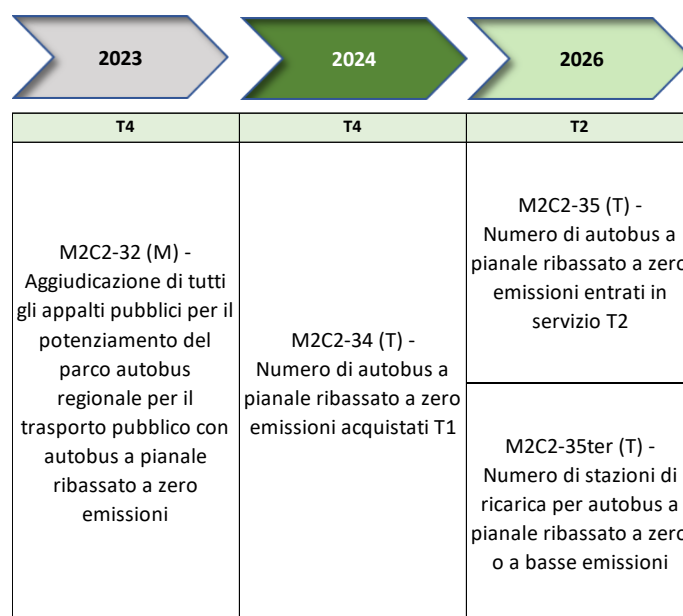 2023
2024
2026
T4
T4
T2
M2C2-32 (M) -
Aggiudicazione di tutti
gli appalti pubblici per il
potenziamento del
parco autobus
regionale per il
trasporto pubblico con
autobus a pianale
ribassato a zero
emissioni
M2C2-34 (T) -
Numero di autobus a
pianale ribassato a zero
emissioni acquistati T1
M2C2-35 (T) -
Numero di autobus a
pianale ribassato a zero
emissioni entrati in
servizio T2
M2C2-35ter (T) -
Numero di stazioni di
ricarica per autobus a
pianale ribassato a zero
o a basse emissioni